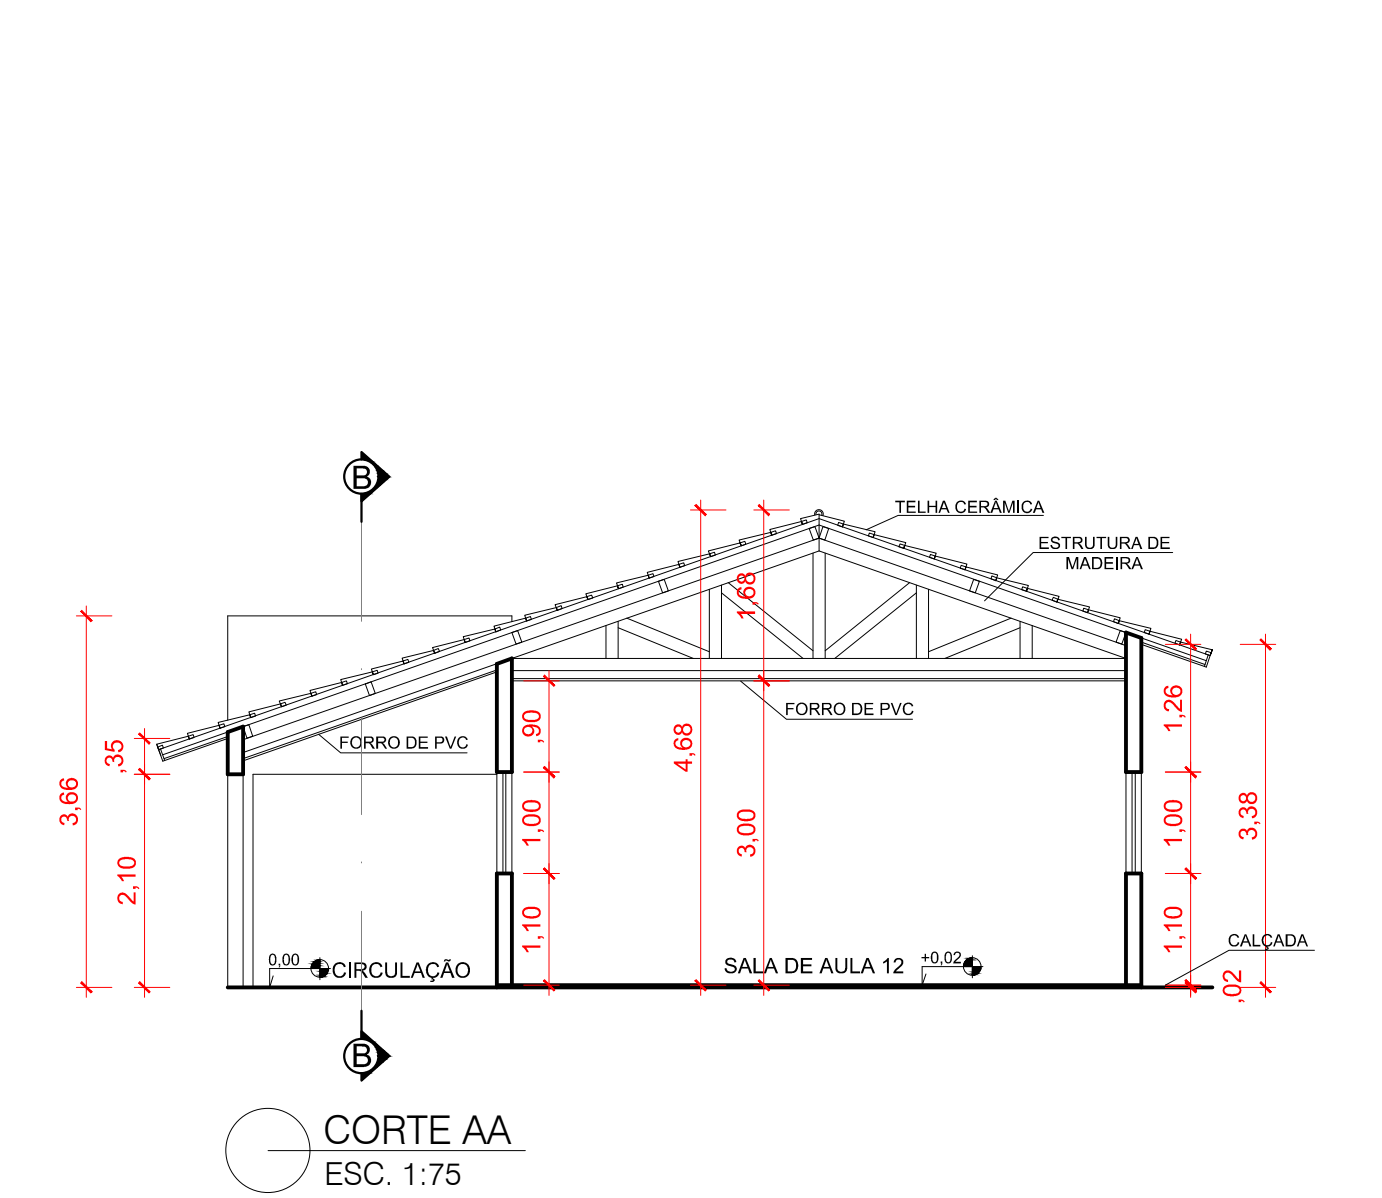 B
TELHA CERÂMICA
ESTRUTURA DE
MADEIRA
1,68
FORRO DE PVC
FORRO DE PVC
,90
4,68
1,26
,35
3,66
1,00
3,00
1,00
3,38
2,10
1,10
1,10
CALÇADA
0,00
CIRCULAÇÃO
SALA DE AULA 12
+0,02
,02
B
CORTE AA
ESC. 1:75